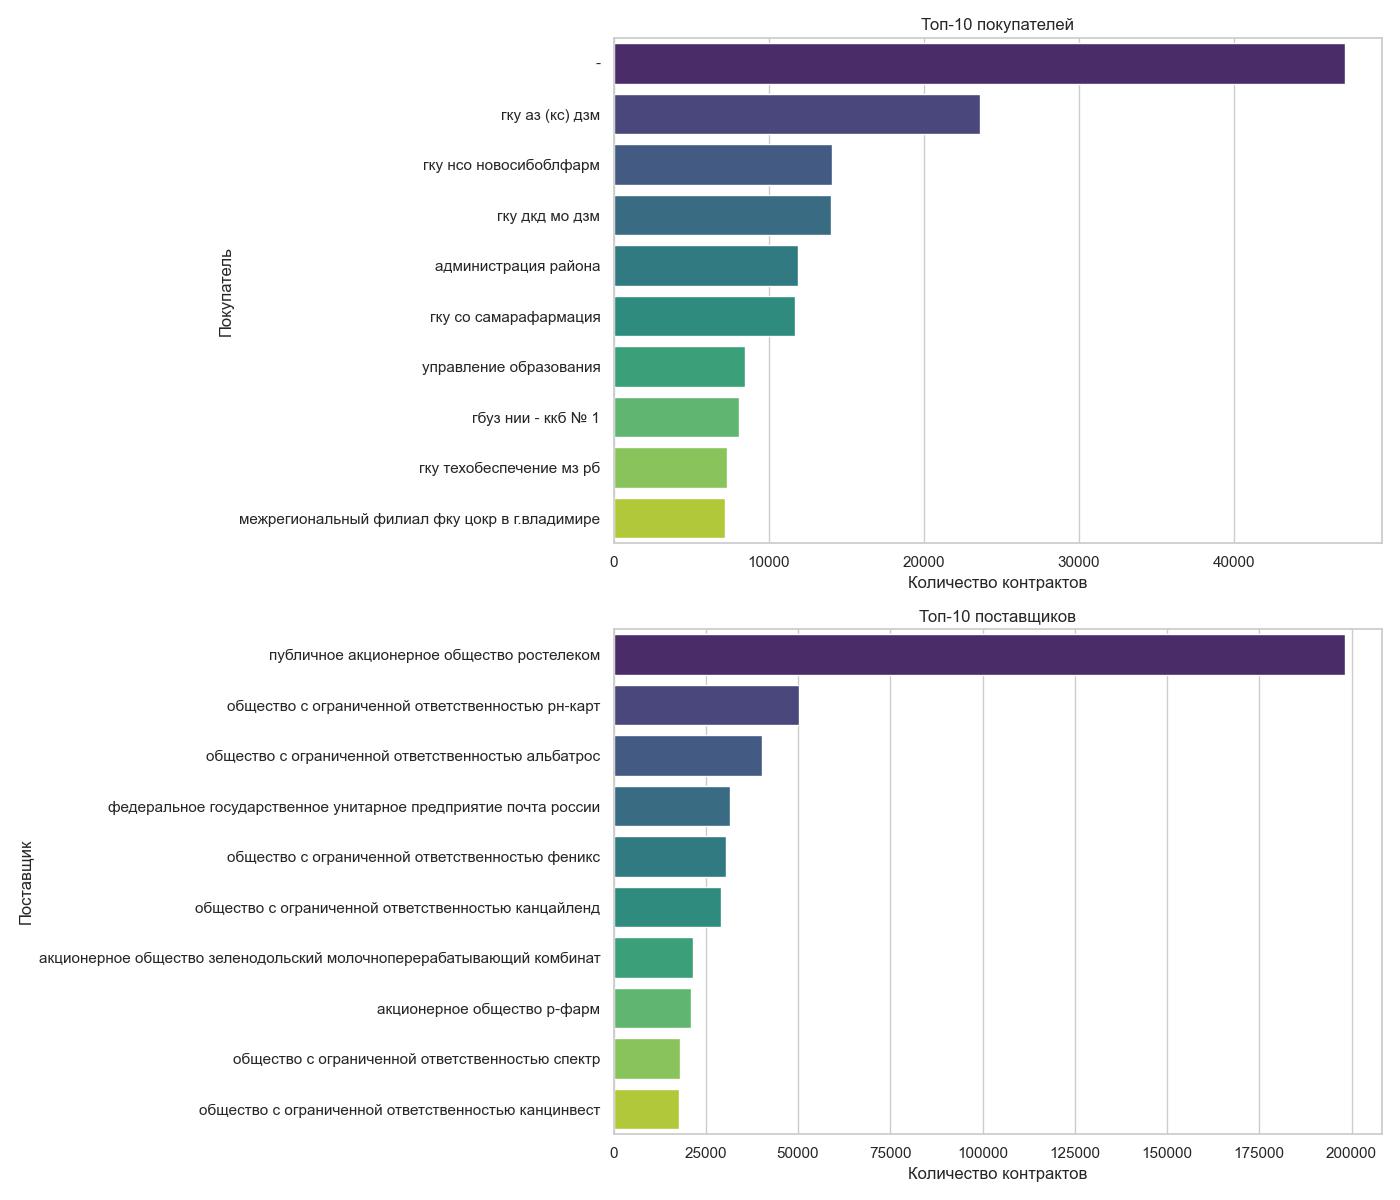 Топ-10 покупателей
Покупатель
-
гку аз (кс) дзм
гку нсо новосибоблфарм
гку дкд мо дзм
администрация района
гку со самарафармация
управление образования
гбуз нии - ккб № 1
гку техобеспечение мз рб
межрегиональный филиал фку цокр в г.владимире
0 10000 20000 30000 40000
Количество контрактов
Топ-10 поставщиков
Поставщик
публичное акционерное общество ростелеком
общество с ограниченной ответственностью рн-карт
общество с ограниченной ответственностью альбатрос
федеральное государственное унитарное предприятие почта россии
общество с ограниченной ответственностью феникс
общество с ограниченной ответственностью канцайленд
акционерное общество зеленодольский молочноперерабатывающий комбинат
акционерное общество р-фарм
общество с ограниченной ответственностью спектр
общество с ограниченной ответственностью канцинвест
0 25000 50000 75000 100000 125000 150000 175000 200000
Количество контрактов